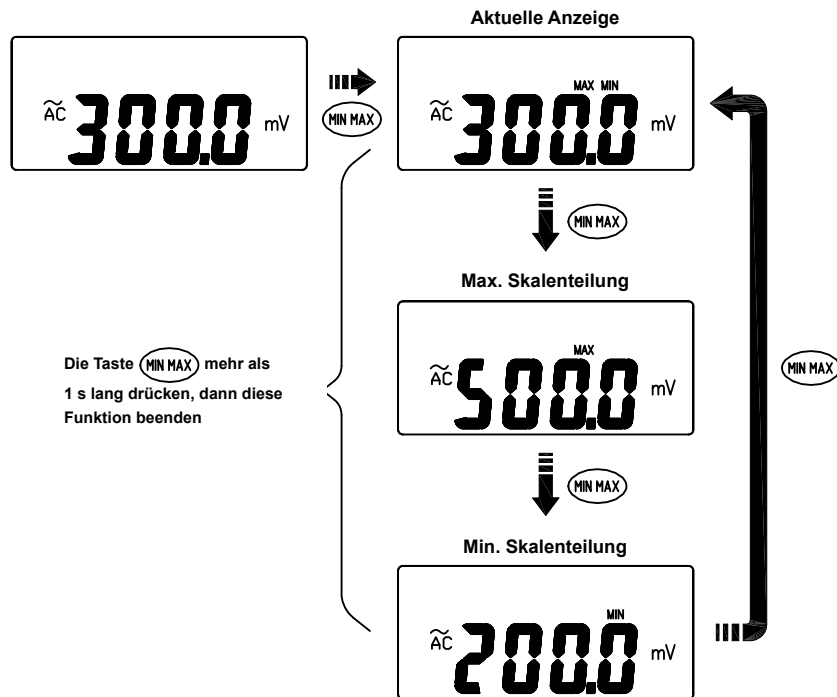 Aktuelle Anzeige
AC 300.0 mV
MIN MAX
MAX MIN
AC 300.0 mV
MIN MAX
Max. Skalenteilung
MAX
AC 500.0 mV
MIN MAX
Die Taste MIN MAX mehr als
1 s lang drücken, dann diese
Funktion beenden
MIN MAX
Min. Skalenteilung
MIN
AC 200.0 mV